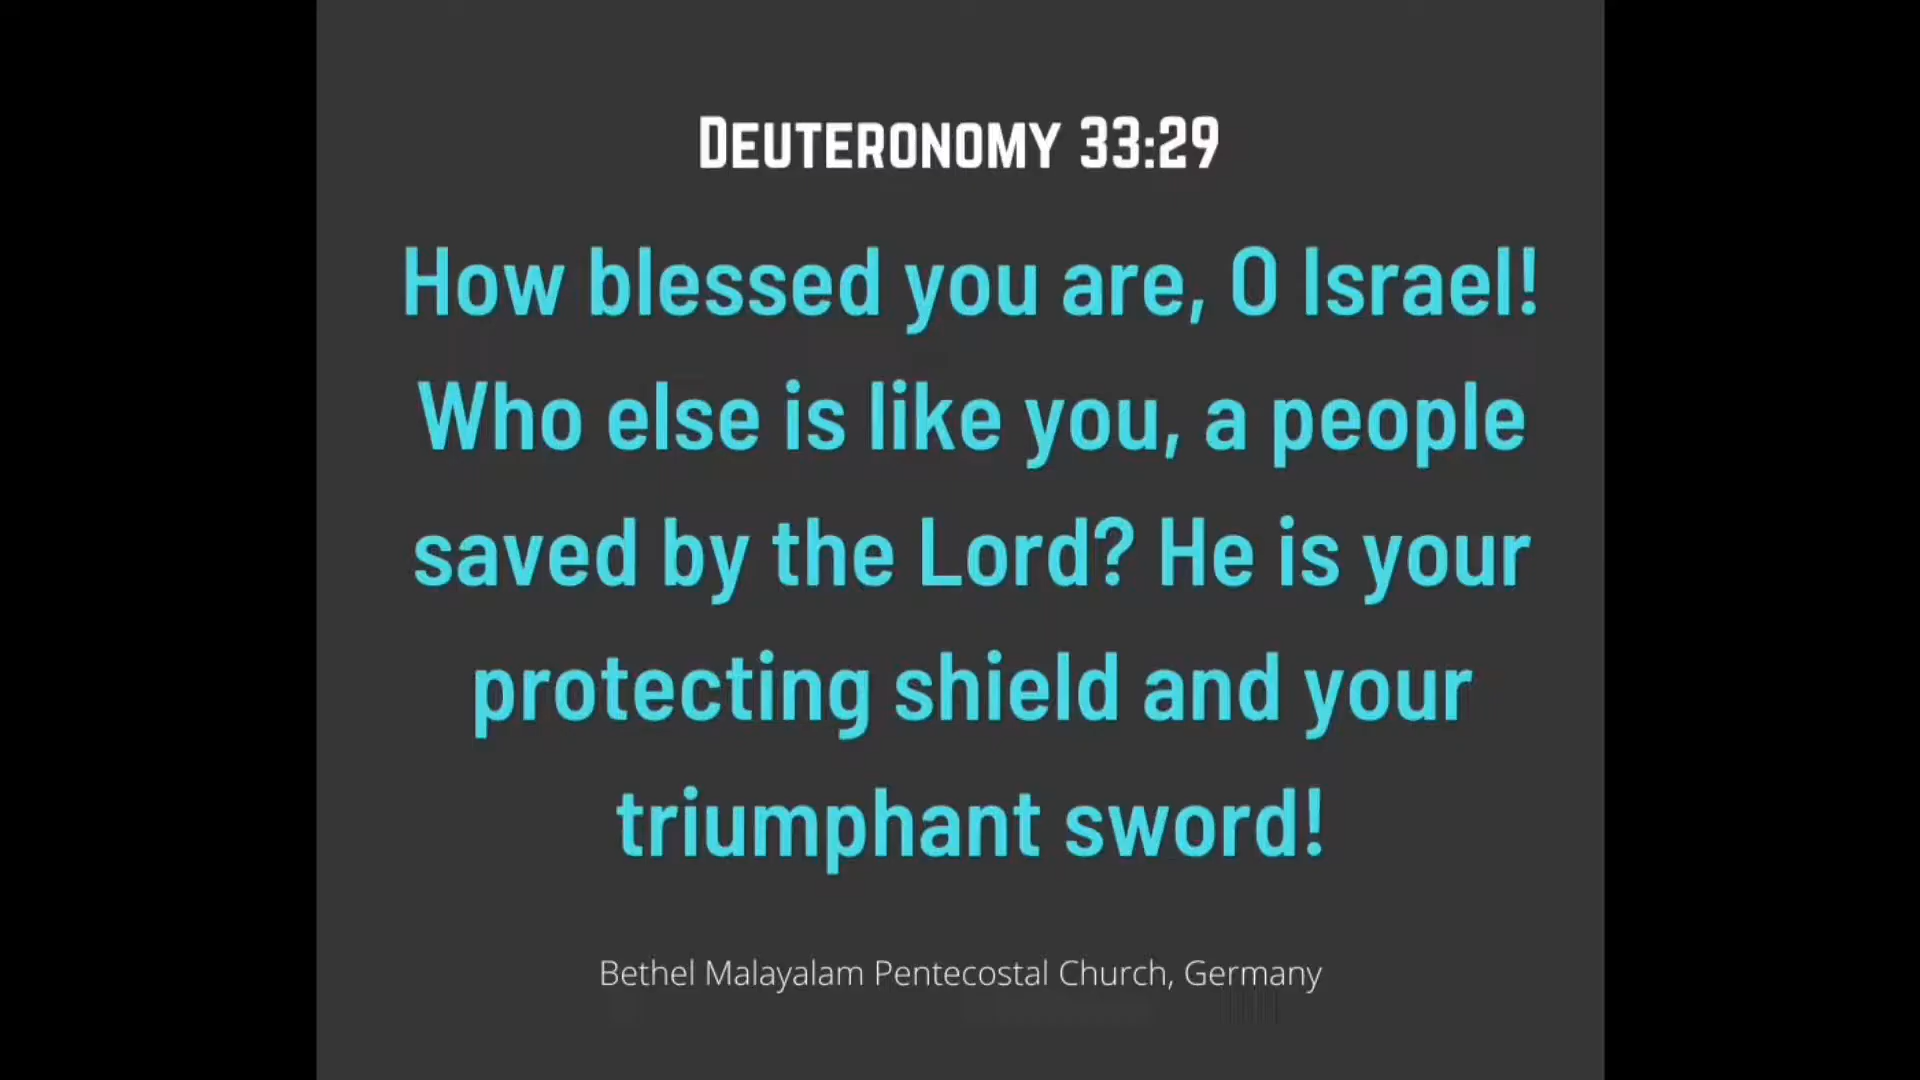 Deuteronomy 33:29
How blessed you are, O Israel!
Who else is like you, a people
saved by the Lord? He is your
protecting shield and your
triumphant sword!
Bethel Malayalam Pentecostal Church, Germany